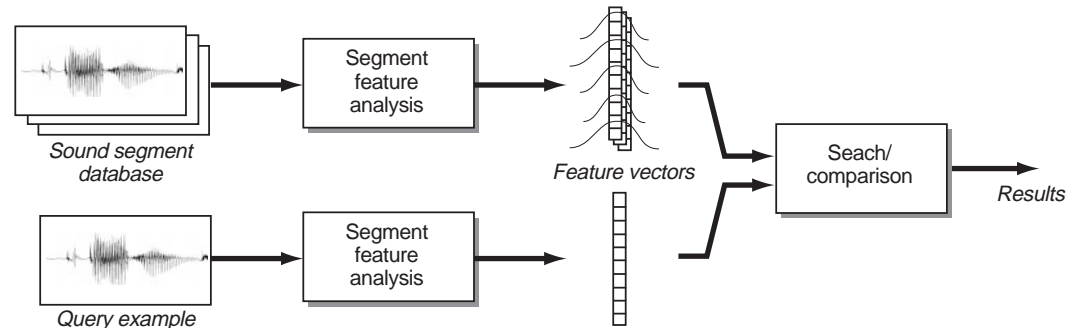 Segment
feature
analysis
Sound segment
database
Feature vectors
Seach/
comparison
Results
Segment
feature
analysis
Query example